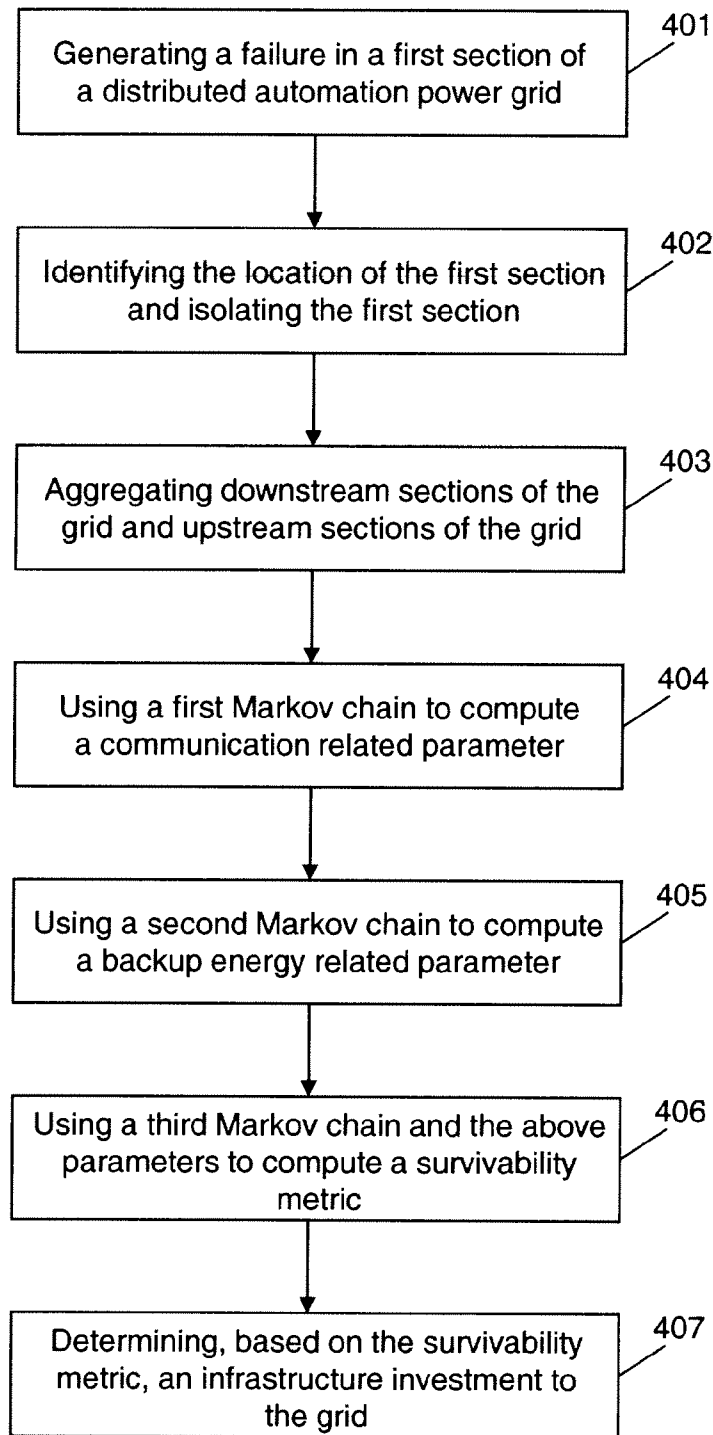 401
Generating a failure in a first section of
a distributed automation power grid
402
Identifying the location of the first section
and isolating the first section
403
Aggregating downstream sections of the
grid and upstream sections of the grid
404
Using a first Markov chain to compute
a communication related parameter
405
Using a second Markov chain to compute
a backup energy related parameter
406
Using a third Markov chain and the above
parameters to compute a survivability
metric
407
Determining, based on the survivability
metric, an infrastructure investment to
the grid